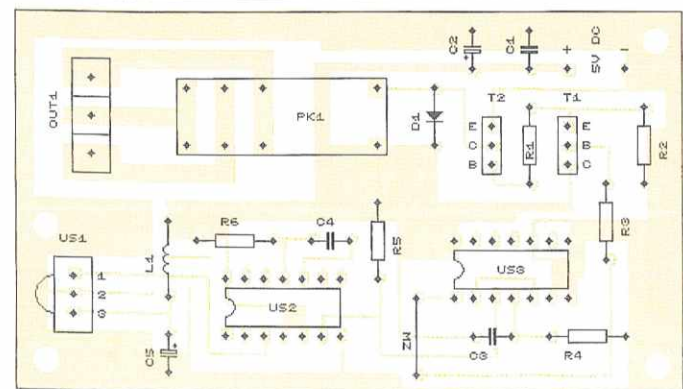 C2
C1
+
5V DC
-
OUT1
PK1
D1
T2
T1
E
C
B
R1
E
B
C
R2
US1
1
2
3
L1
R6
C4
R5
US3
R3
US2
C5
ZW
C3
R4